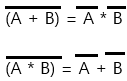 (A + B) = A * B
(A * B) = A + B